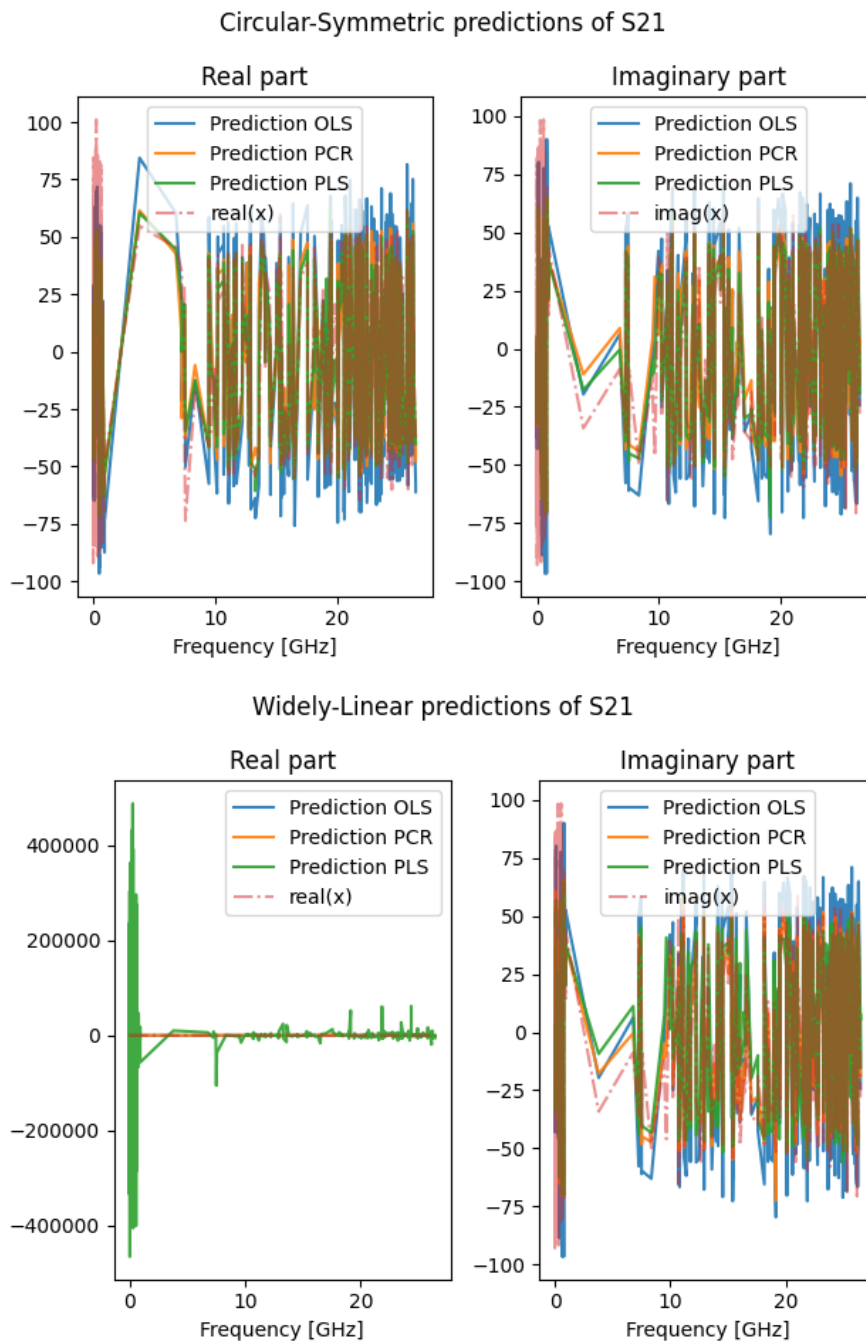 Circular-Symmetric predictions of S21
Real part
Imaginary part
Prediction OLS
Prediction PCR
Prediction PLS
real(x)
Prediction OLS
Prediction PCR
Prediction PLS
imag(x)
100
75
50
25
0
−25
−50
−75
−100
100
75
50
25
0
−25
−50
−75
−100
0
10
20
0
10
20
Frequency [GHz]
Frequency [GHz]
Widely-Linear predictions of S21
Real part
Imaginary part
Prediction OLS
Prediction PCR
Prediction PLS
real(x)
Prediction OLS
Prediction PCR
Prediction PLS
imag(x)
400000
200000
0
−200000
−400000
100
75
50
25
0
−25
−50
−75
−100
0
10
20
0
10
20
Frequency [GHz]
Frequency [GHz]